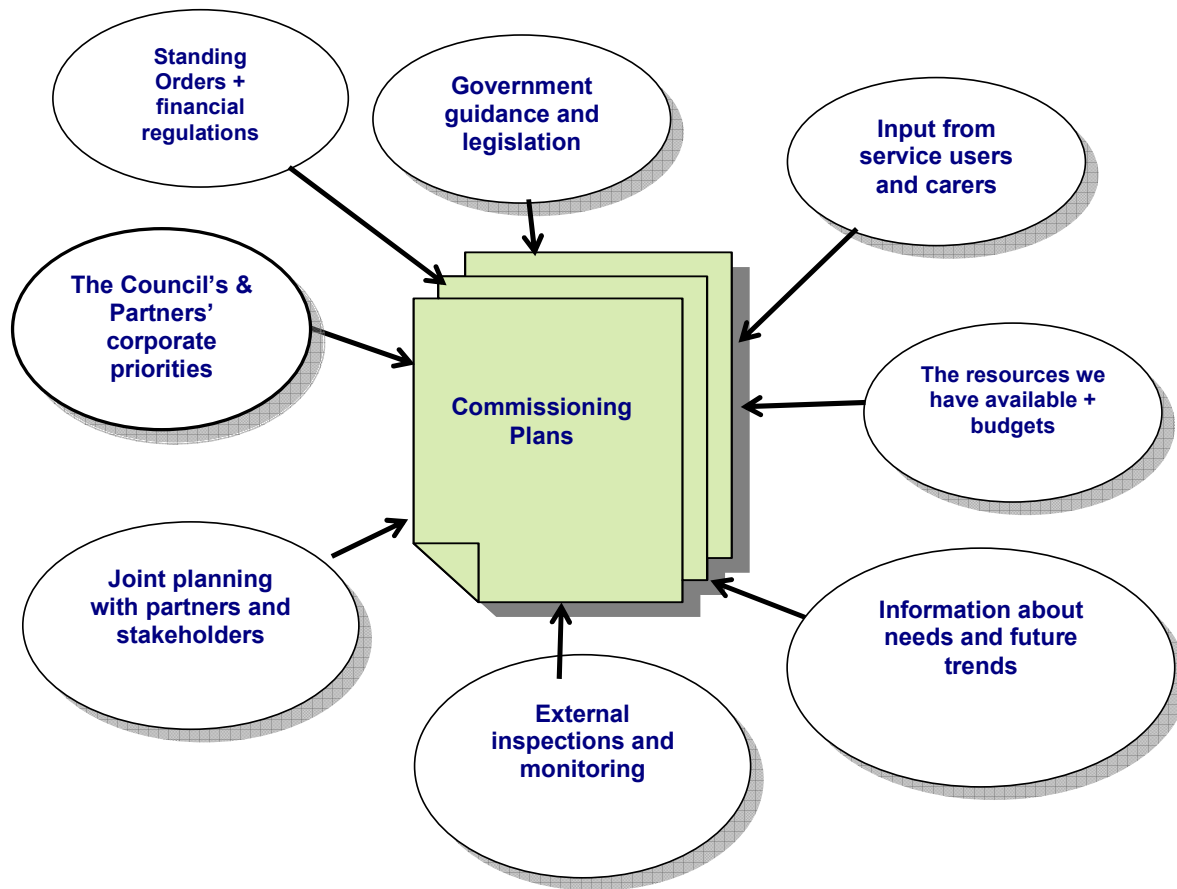 Standing
Orders +
financial
regulations
Government
guidance and
legislation
Input from
service users
and carers
The Council’s &
Partners’
corporate
priorities
Commissioning
Plans
The resources we
have available +
budgets
Joint planning
with partners and
stakeholders
Information about
needs and future
trends
External
inspections and
monitoring